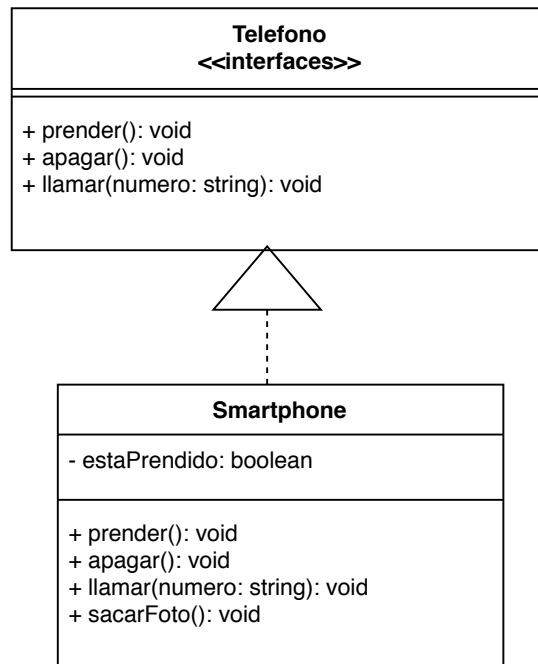 Telefono
<<interfaces>>
+ prender(): void
+ apagar(): void
+ llamar(numero: string): void
Smartphone
- estaPrendido: boolean
+ prender(): void
+ apagar(): void
+ llamar(numero: string): void
+ sacarFoto(): void